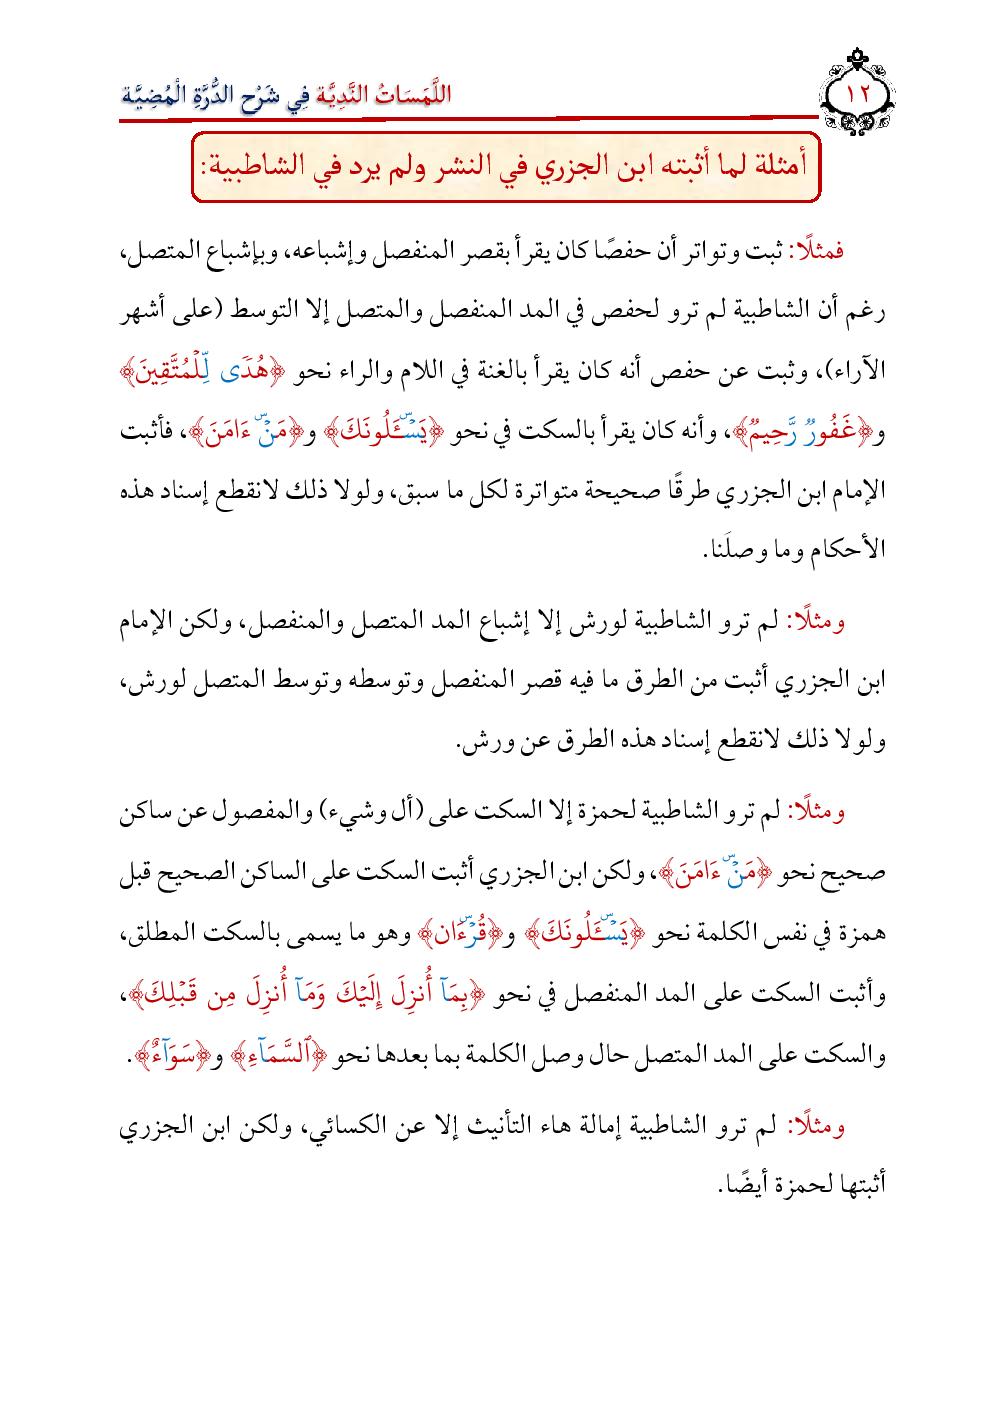 اللَّمَسَاتُ النَّدِيَّة فِي شَرْحِ الدُّرَّةِ الْمُضِيَّة
١٢
أمثلة لما أثبته ابن الجزري في النشر ولم يرد في الشاطبية:
فمثلًا: ثبت وتواتر أن حفصًا كان يقرأ بقصر المنفصل وإشباعه، وبإشباع المتصل،
رغم أن الشاطبية لم ترو لحفص في المد المنفصل والمتصل إلا التوسط (على أشهر
الآراء)، وثبت عن حفص أنه كان يقرأ بالغنة في اللام والراء نحو ﴿هُدٗى لِّلۡمُتَّقِينَ﴾
و﴿غَفُورٞ رَّحِيمٞ﴾، وأنه كان يقرأ بالسكت في نحو ﴿يَسۡـَٔلُونَكَ﴾ و﴿مَنۡ ءَامَنَ﴾، فأثبت
الإمام ابن الجزري طرقًا صحيحة متواترة لكل ما سبق، ولولا ذلك لانقطع إسناد هذه
الأحكام وما وصلَنا.
ومثلًا: لم ترو الشاطبية لورش إلا إشباع المد المتصل والمنفصل، ولكن الإمام
ابن الجزري أثبت من الطرق ما فيه قصر المنفصل وتوسطه وتوسط المتصل لورش،
ولولا ذلك لانقطع إسناد هذه الطرق عن ورش.
ومثلًا: لم ترو الشاطبية لحمزة إلا السكت على (أل وشيء) والمفصول عن ساكن
صحيح نحو ﴿مَنۡۜ ءَامَنَ﴾، ولكن ابن الجزري أثبت السكت على الساكن الصحيح قبل
همزة في نفس الكلمة نحو ﴿يَسۡۜـَٔلُونَكَ﴾ و﴿قُرۡۜءَان﴾ وهو ما يسمى بالسكت المطلق،
وأثبت السكت على المد المنفصل في نحو ﴿بِمَآ أُنزِلَ إِلَيۡكَ وَمَآ أُنزِلَ مِن قَبۡلِكَ﴾،
والسكت على المد المتصل حال وصل الكلمة بما بعدها نحو ﴿ٱلسَّمَآءِ﴾ و﴿سَوَآءٌ﴾.
ومثلًا: لم ترو الشاطبية إمالة هاء التأنيث إلا عن الكسائي، ولكن ابن الجزري
أثبتها لحمزة أيضًا.